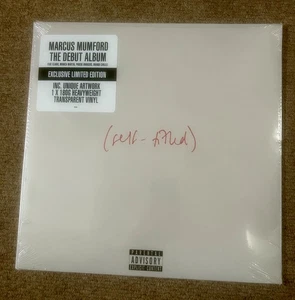 MARCUS MUMFORD
THE DEBUT ALBUM
EXCLUSIVE LIMITED EDITION
INC. UNIQUE ARTWORK
1 X 180G HEAVYWEIGHT
TRANSPARENT VINYL
(self-titled)
PARENTAL
ADVISORY
EXPLICIT CONTENT